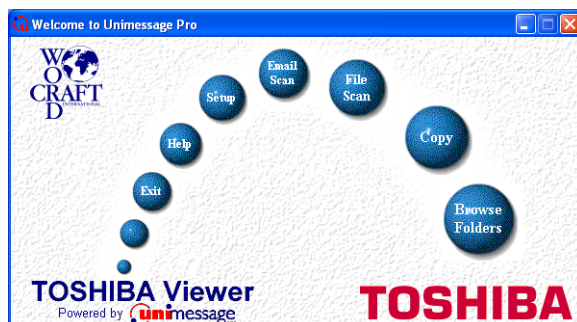 Welcome to Unimessage Pro
WORD
CRAFT
INTERNATIONAL
Email
Scan
File
Scan
Setup
Copy
Help
Exit
Browse
Folders
TOSHIBA Viewer
Powered by unimessage
TOSHIBA